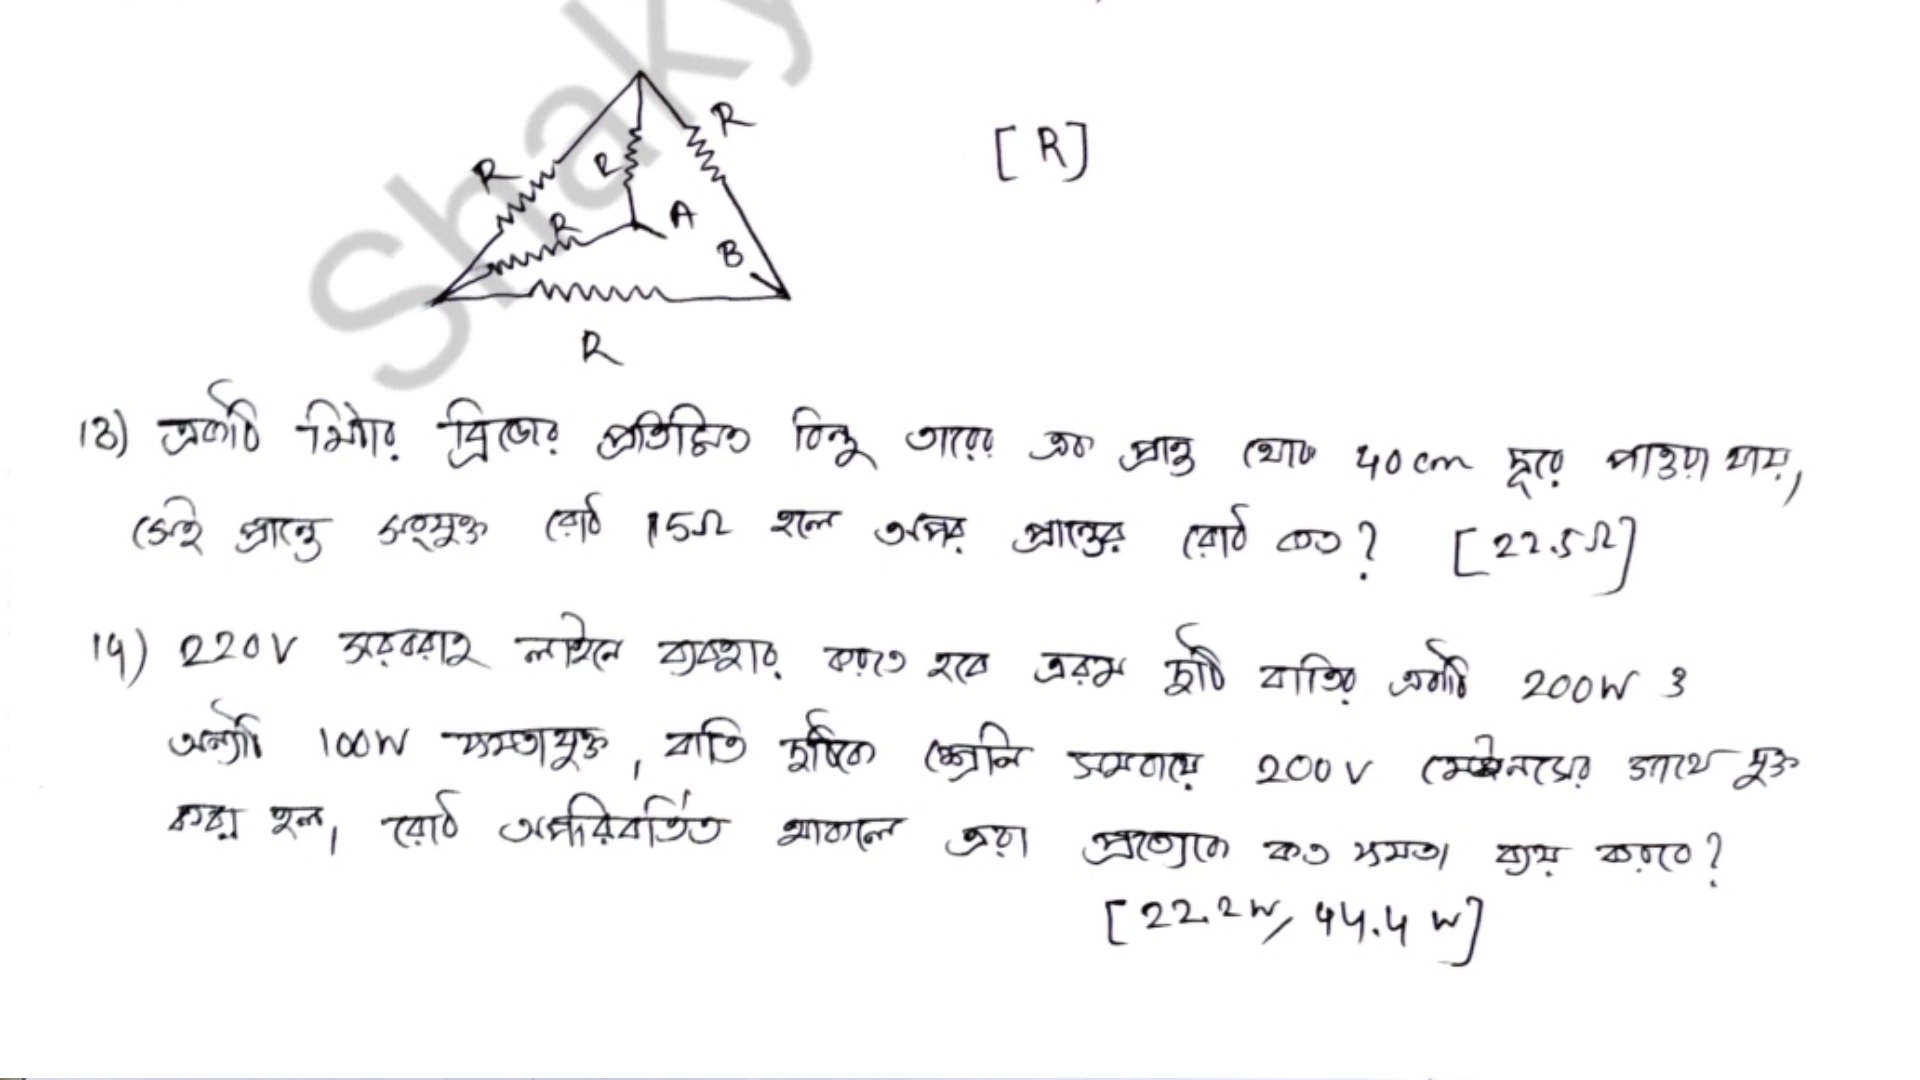 Shaky
R
R
[R]
R
R
A
B
R
13) একটি মিটার ব্রিজের প্রতিমিত বিন্দু তারের এক প্রান্ত থেকে 40 cm দূরে পাওয়া যায়,
সেই প্রান্তে সংযুক্ত রোধ 15Ω হলে অপর প্রান্তের রোধ কত? [22.5Ω]
14) 220V সরবরাহ লাইনে ব্যবহার করতে হবে এরকম দুটি বাতির একটি 200W ও
অন্যটি 100W ক্ষমতাযুক্ত, বাতি দুটিকে শ্রেণি সমবায়ে 200V মেইনসের সাথে যুক্ত
করা হল, রোধ অপরিবর্তিত থাকলে এরা প্রত্যেকে কত ক্ষমতা ব্যয় করবে?
[22.2W, 44.4 W]